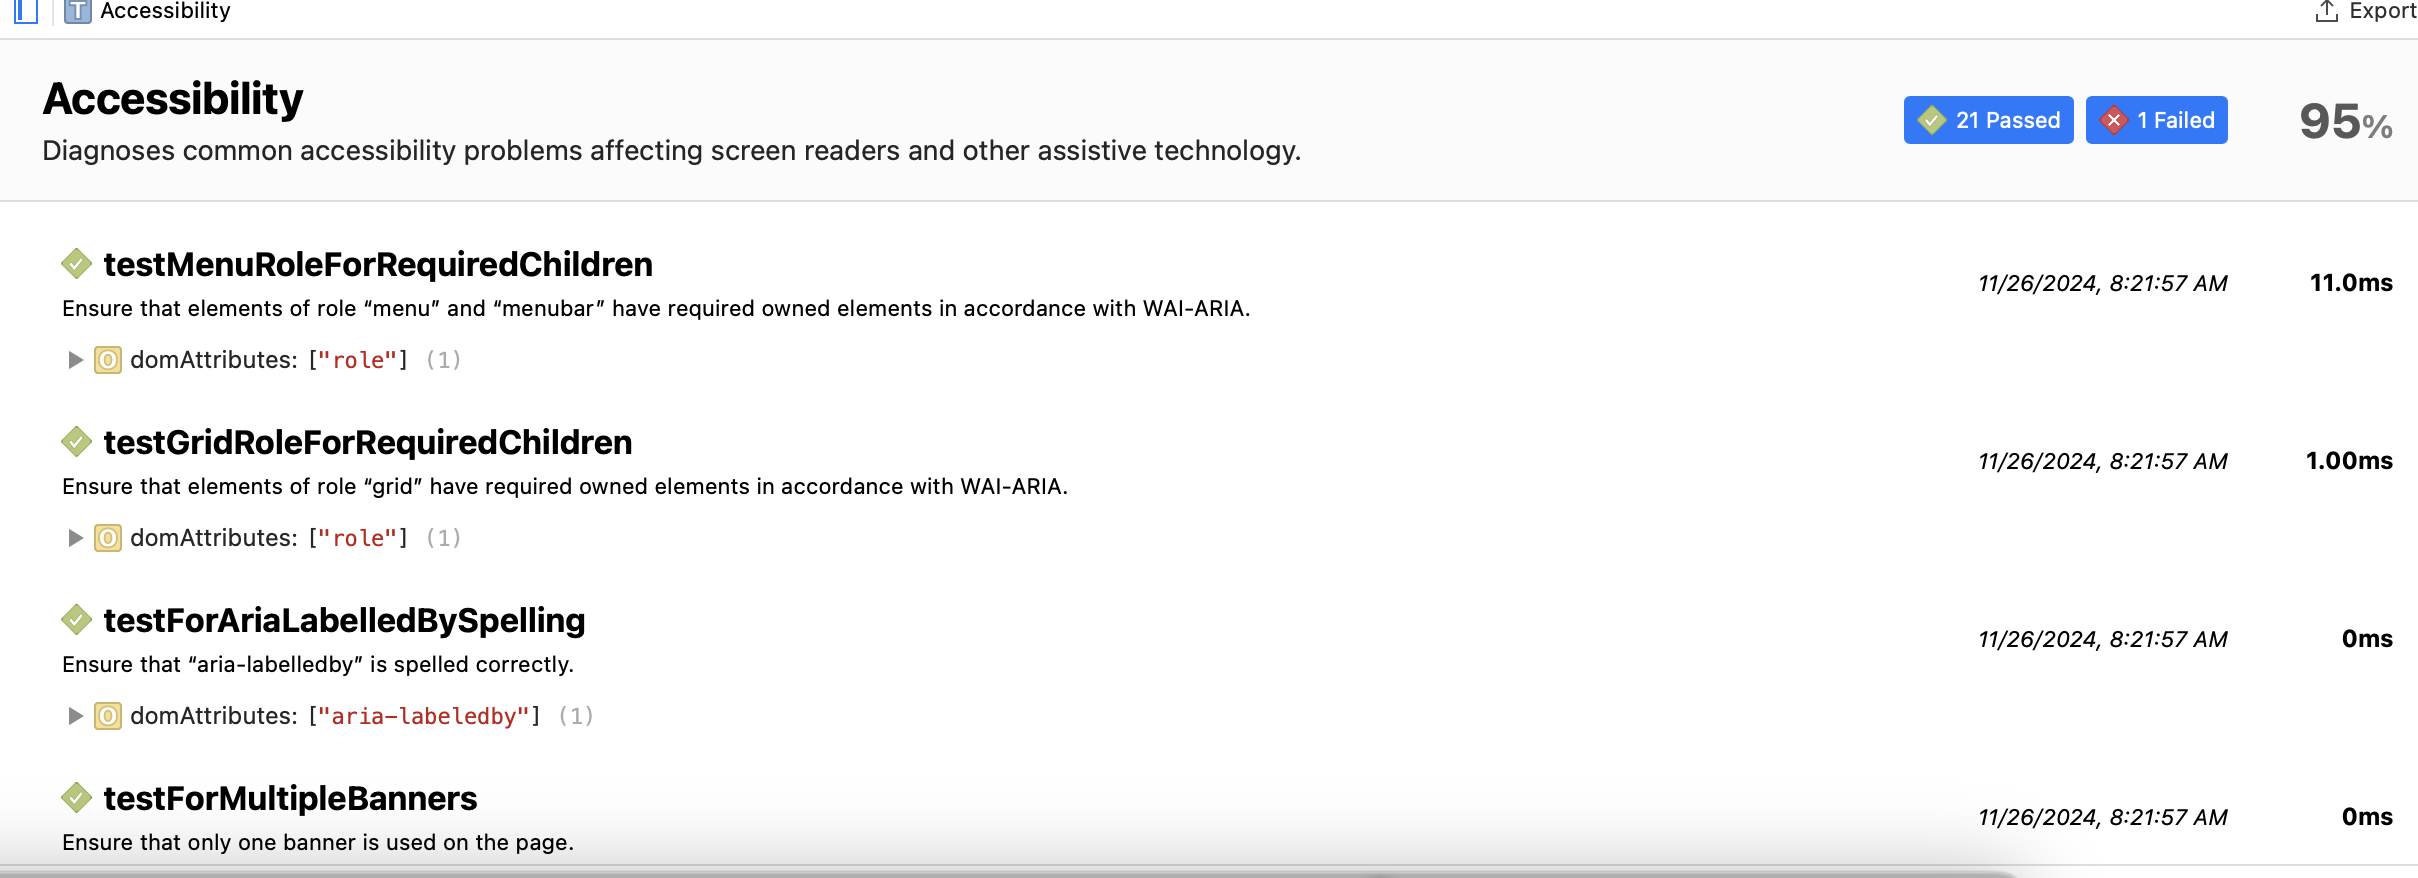 Accessibility
Export
Accessibility
21 Passed
1 Failed
95%
Diagnoses common accessibility problems affecting screen readers and other assistive technology.
testMenuRoleForRequiredChildren
11/26/2024, 8:21:57 AM
11.0ms
Ensure that elements of role “menu” and “menubar” have required owned elements in accordance with WAI-ARIA.
domAttributes: ["role"] (1)
testGridRoleForRequiredChildren
11/26/2024, 8:21:57 AM
1.00ms
Ensure that elements of role “grid” have required owned elements in accordance with WAI-ARIA.
domAttributes: ["role"] (1)
testForAriaLabelledBySpelling
11/26/2024, 8:21:57 AM
0ms
Ensure that “aria-labelledby” is spelled correctly.
domAttributes: ["aria-labeledby"] (1)
testForMultipleBanners
11/26/2024, 8:21:57 AM
0ms
Ensure that only one banner is used on the page.